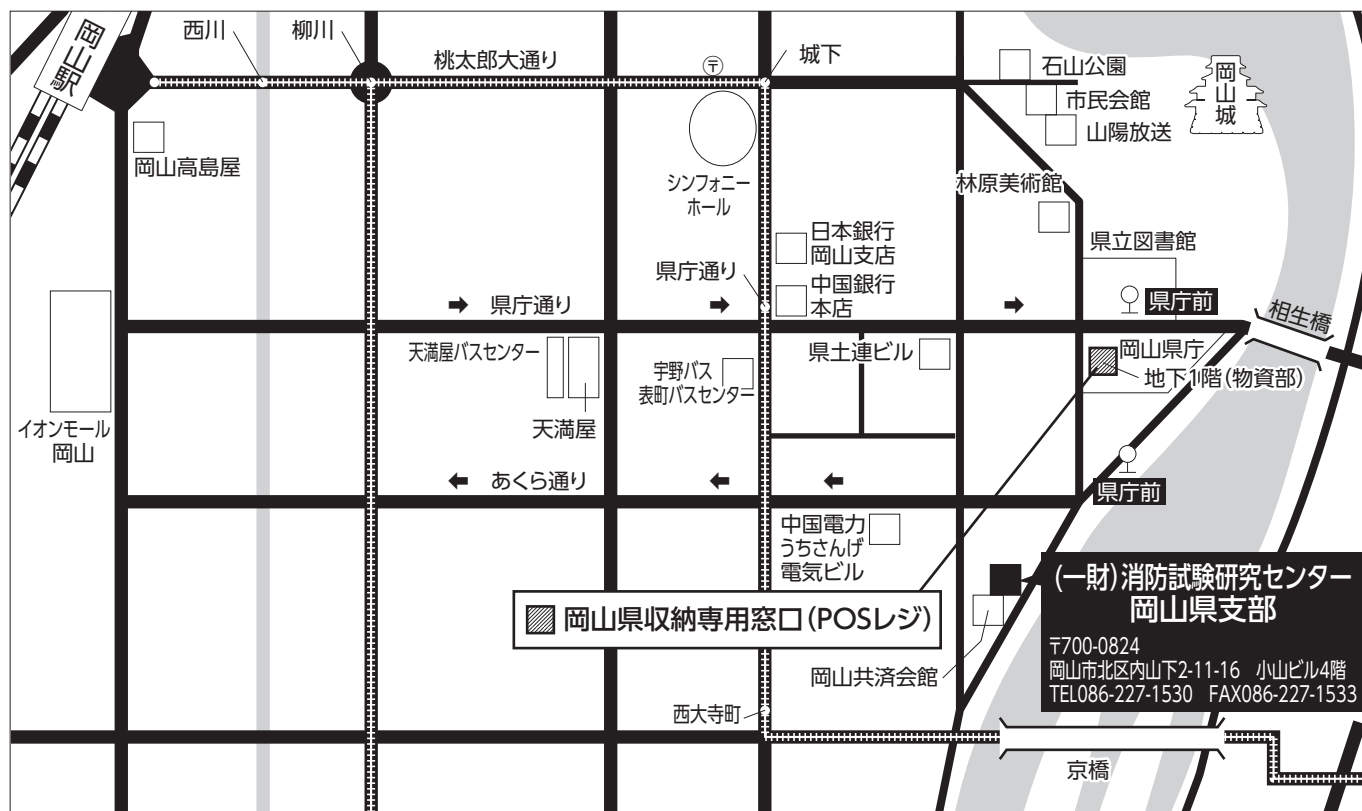 岡山駅
西川
柳川
桃太郎大通り
〒
城下
石山公園
市民会館
山陽放送
岡山城
岡山高島屋
シンフォニー
ホール
林原美術館
日本銀行
岡山支店
県立図書館
県庁通り
中国銀行
本店
県庁通り
県庁前
相生橋
天満屋バスセンター
宇野バス
表町バスセンター
県土連ビル
岡山県庁
地下1階(物資部)
イオンモール
岡山
天満屋
あくら通り
県庁前
中国電力
うちさんげ
電気ビル
岡山県収納専用窓口(POSレジ)
(一財)消防試験研究センター
岡山県支部
〒700-0824
岡山市北区内山下2-11-16 小山ビル4階
TEL086-227-1530 FAX086-227-1533
岡山共済会館
西大寺町
京橋